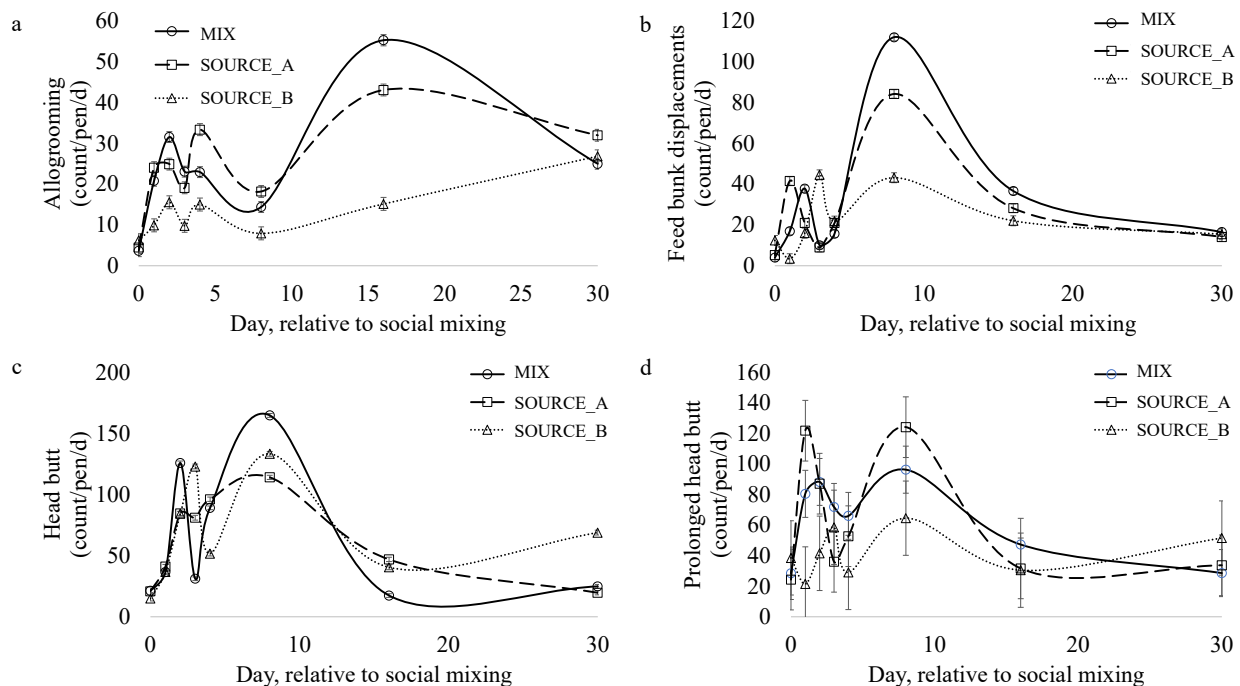 a
60
50
40
30
20
10
0
Allogrooming
(count/pen/d)
MIX
SOURCE_A
SOURCE_B
0 5 10 15 20 25 30
Day, relative to social mixing
b
120
100
80
60
40
20
0
Feed bunk displacements
(count/pen/d)
MIX
SOURCE_A
SOURCE_B
0 10 20 30
Day, relative to social mixing
c
200
150
100
50
0
Head butt
(count/pen/d)
MIX
SOURCE_A
SOURCE_B
0 10 20 30
Day, relative to social mixing
d
160
140
120
100
80
60
40
20
0
Prolonged head butt
(count/pen/d)
MIX
SOURCE_A
SOURCE_B
0 10 20 30
Day, relative to social mixing